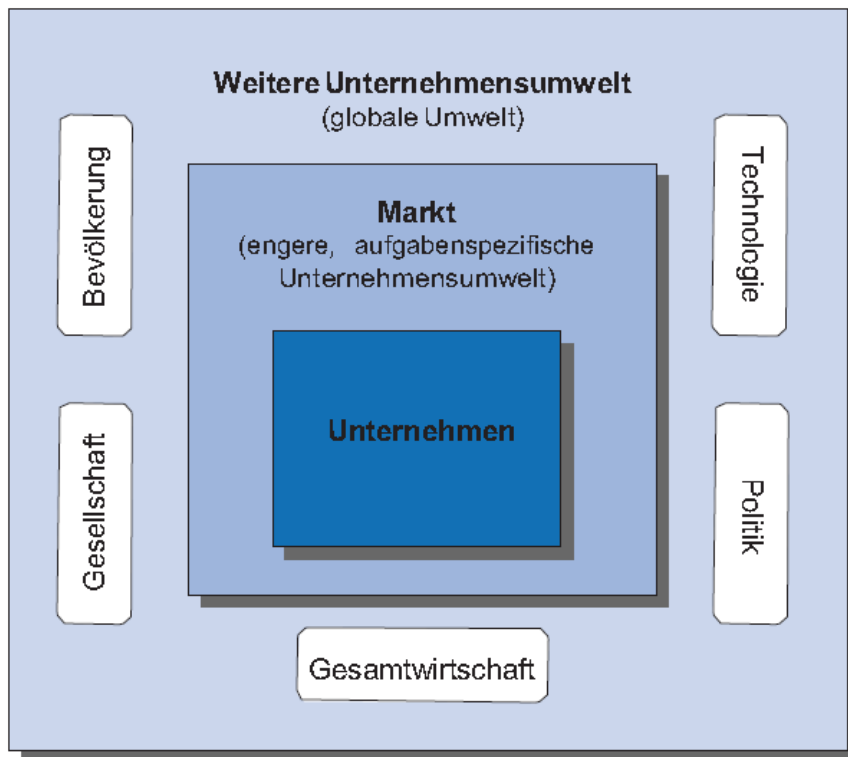 Weitere Unternehmensumwelt
(globale Umwelt)
Bevölkerung
Technologie
Markt
(engere, aufgabenspezifische
Unternehmensumwelt)
Unternehmen
Gesellschaft
Politik
Gesamtwirtschaft